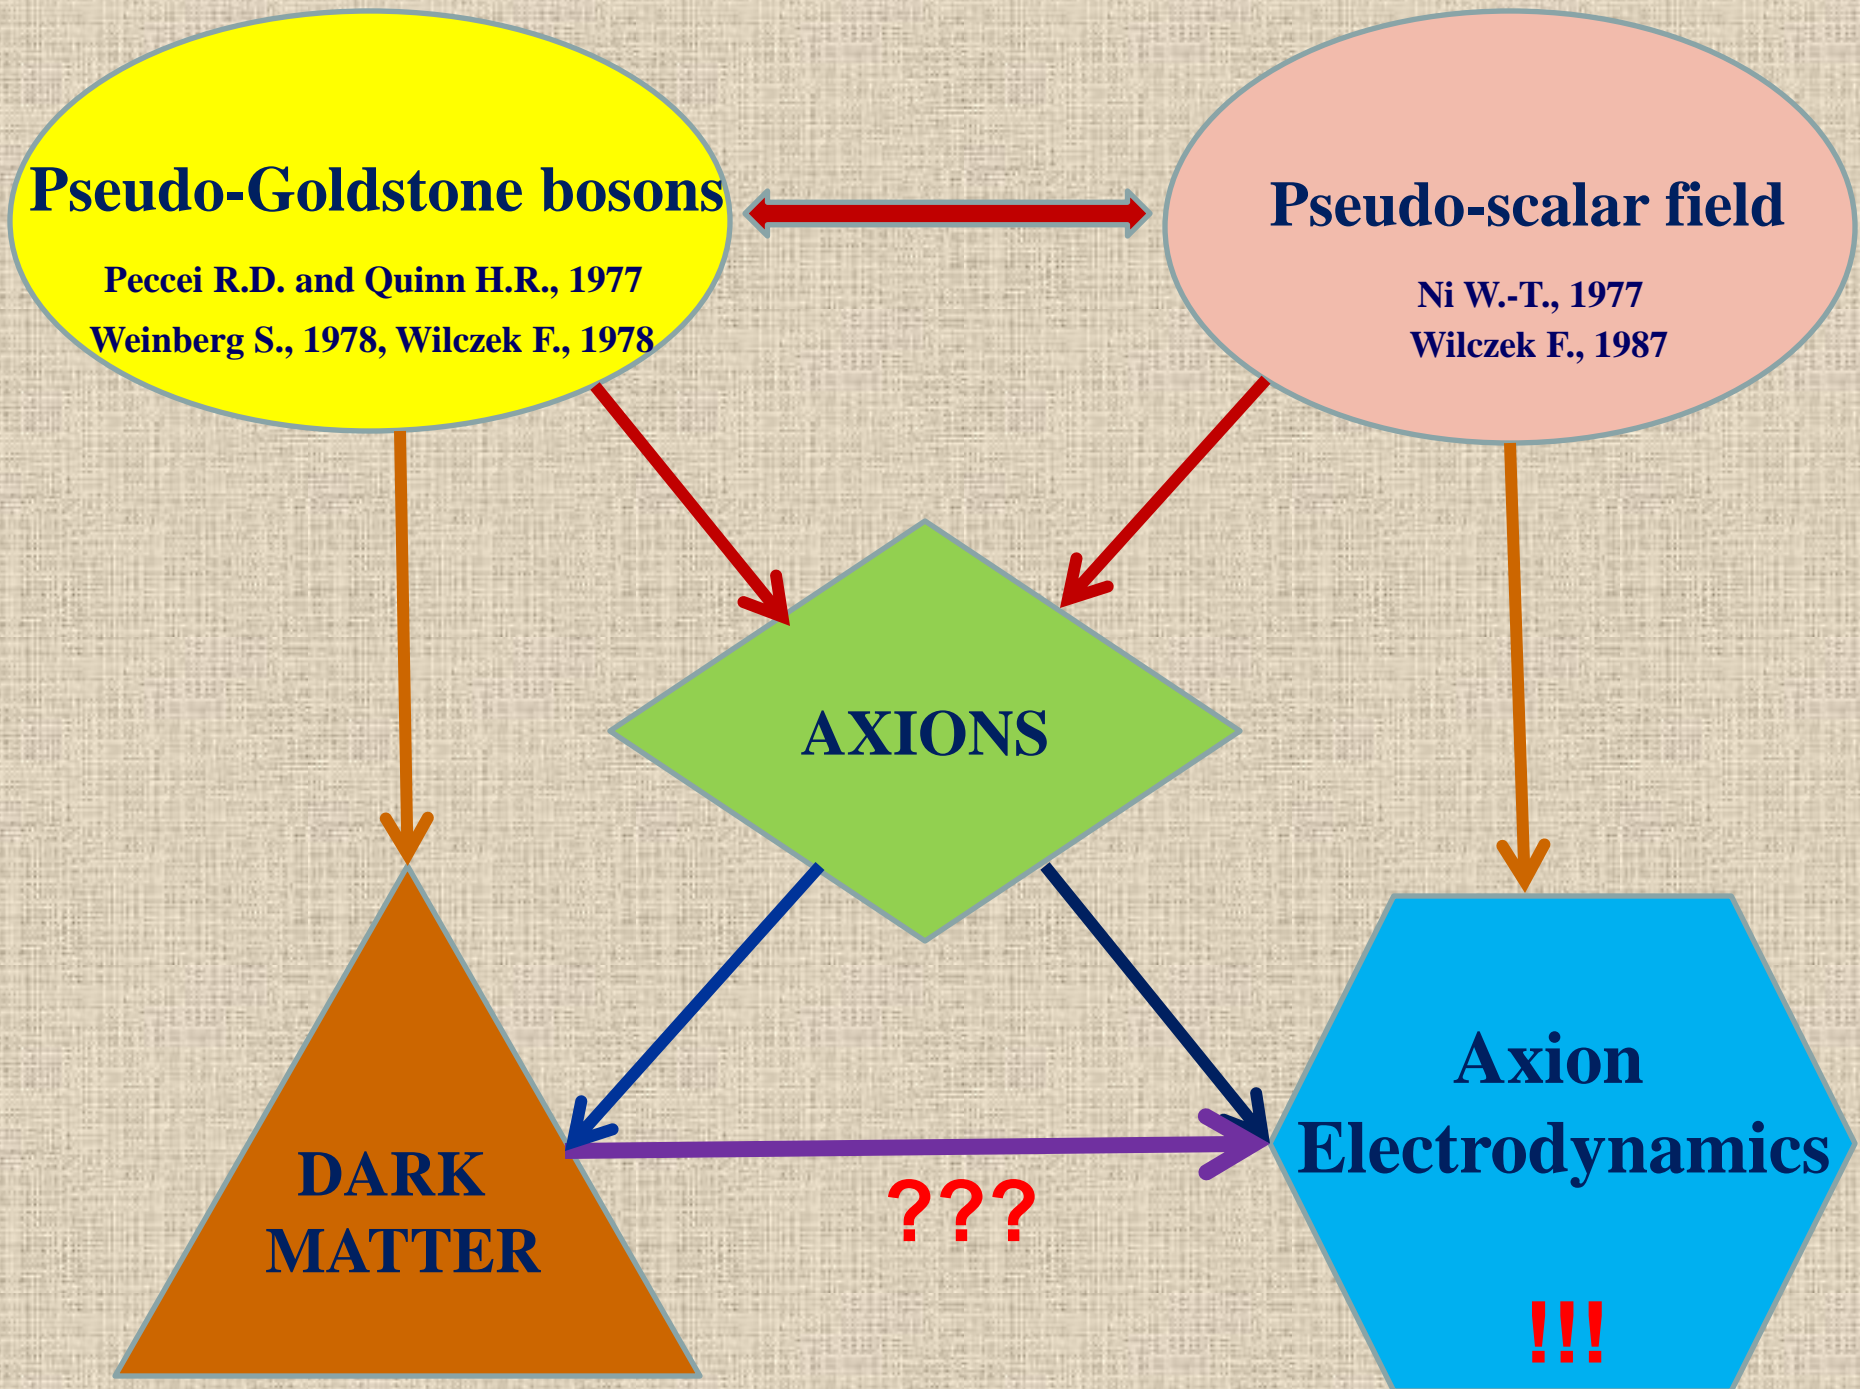 Pseudo-Goldstone bosons
Peccei R.D. and Quinn H.R., 1977
Weinberg S., 1978, Wilczek F., 1978
Pseudo-scalar field
Ni W.-T., 1977
Wilczek F., 1987
AXIONS
DARK
MATTER
???
Axion
Electrodynamics
!!!